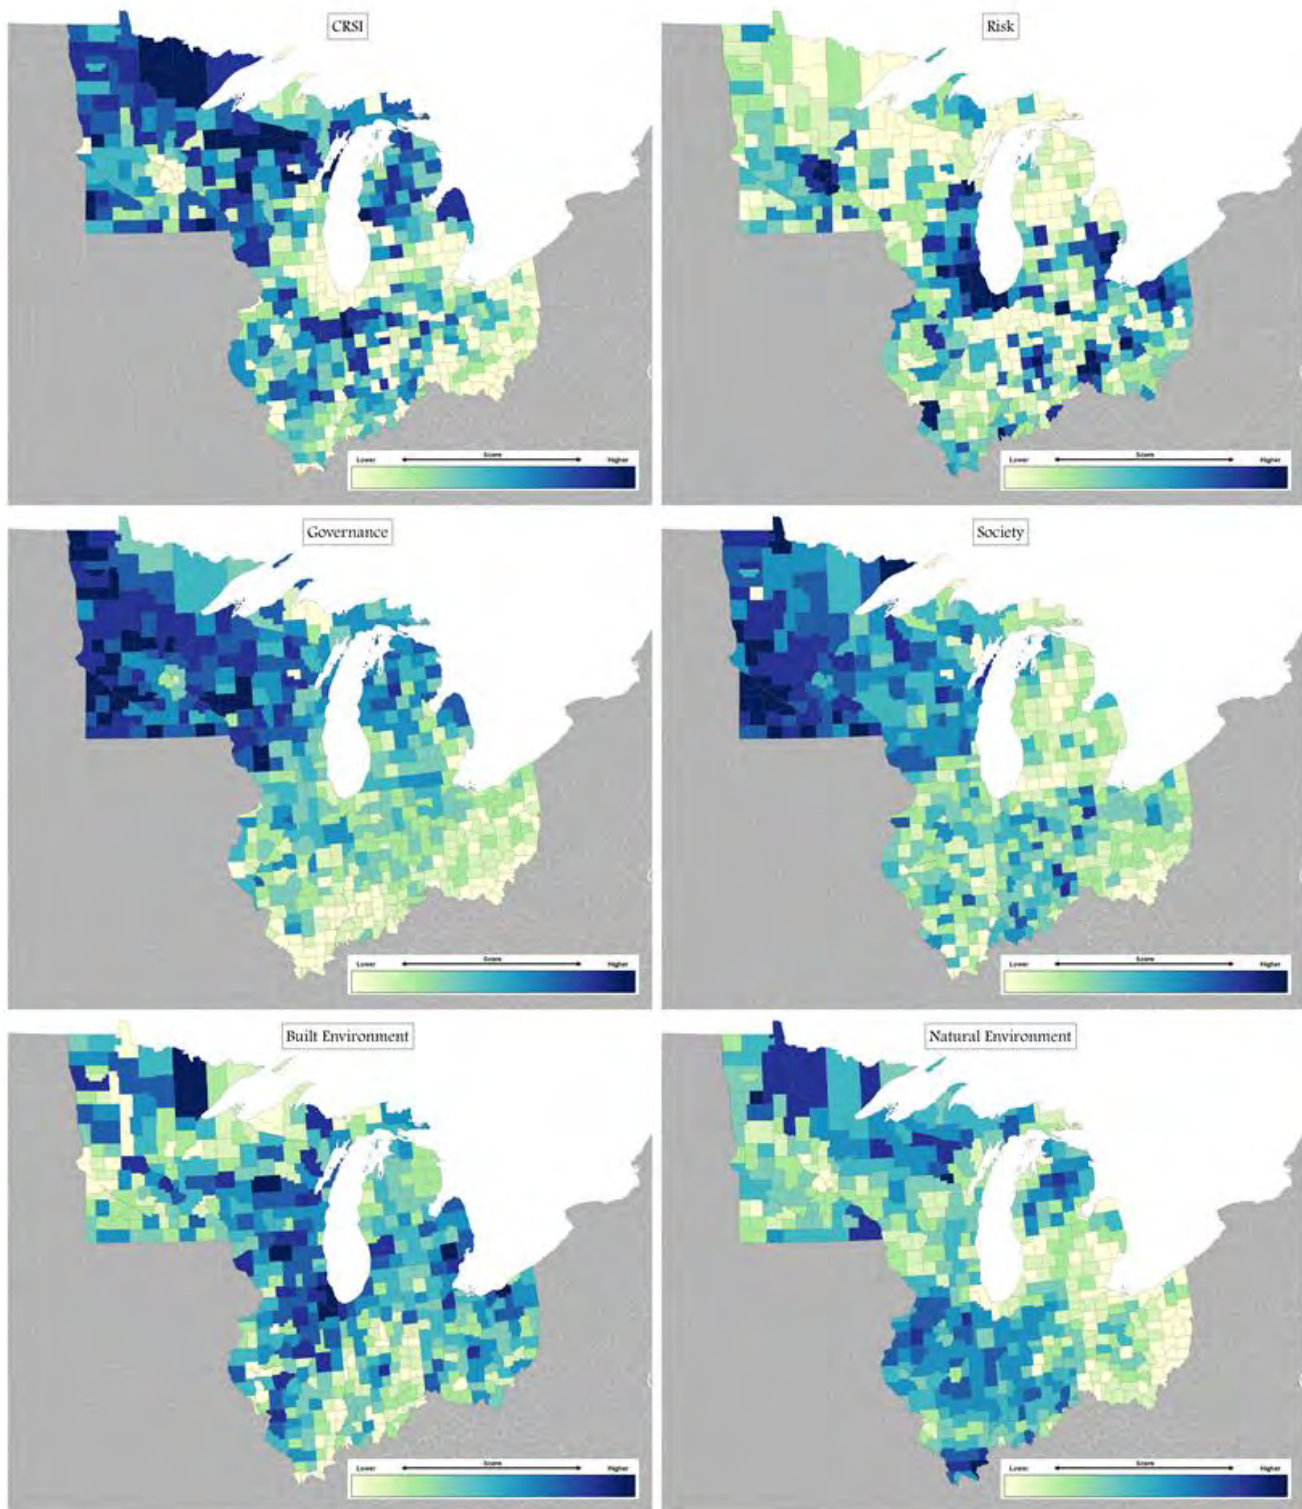 CRSI
Risk
Lower Score Higher
Lower Score Higher
Governance
Society
Lower Score Higher
Lower Score Higher
Built Environment
Natural Environment
Lower Score Higher
Lower Score Higher